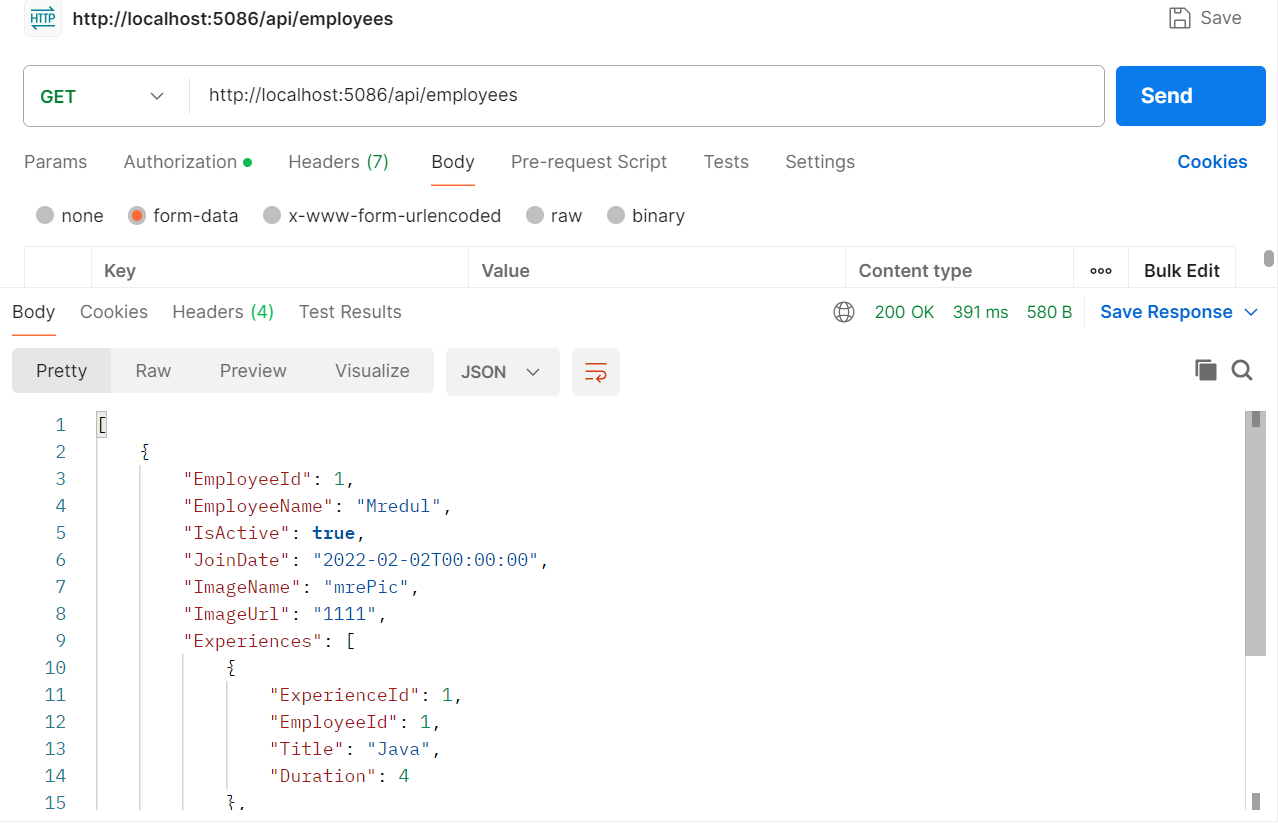 HTTP http://localhost:5086/api/employees Save
GET http://localhost:5086/api/employees Send
Params Authorization Headers (7) Body Pre-request Script Tests Settings Cookies
none form-data x-www-form-urlencoded raw binary
Key Value Content type ooo Bulk Edit
Body Cookies Headers (4) Test Results 200 OK 391 ms 580 B Save Response
Pretty Raw Preview Visualize JSON
1 [
2 {
3 "EmployeeId": 1,
4 "EmployeeName": "Mredul",
5 "IsActive": true,
6 "JoinDate": "2022-02-02T00:00:00",
7 "ImageName": "mrePic",
8 "ImageUrl": "1111",
9 "Experiences": [
10 {
11 "ExperienceId": 1,
12 "EmployeeId": 1,
13 "Title": "Java",
14 "Duration": 4
15 },